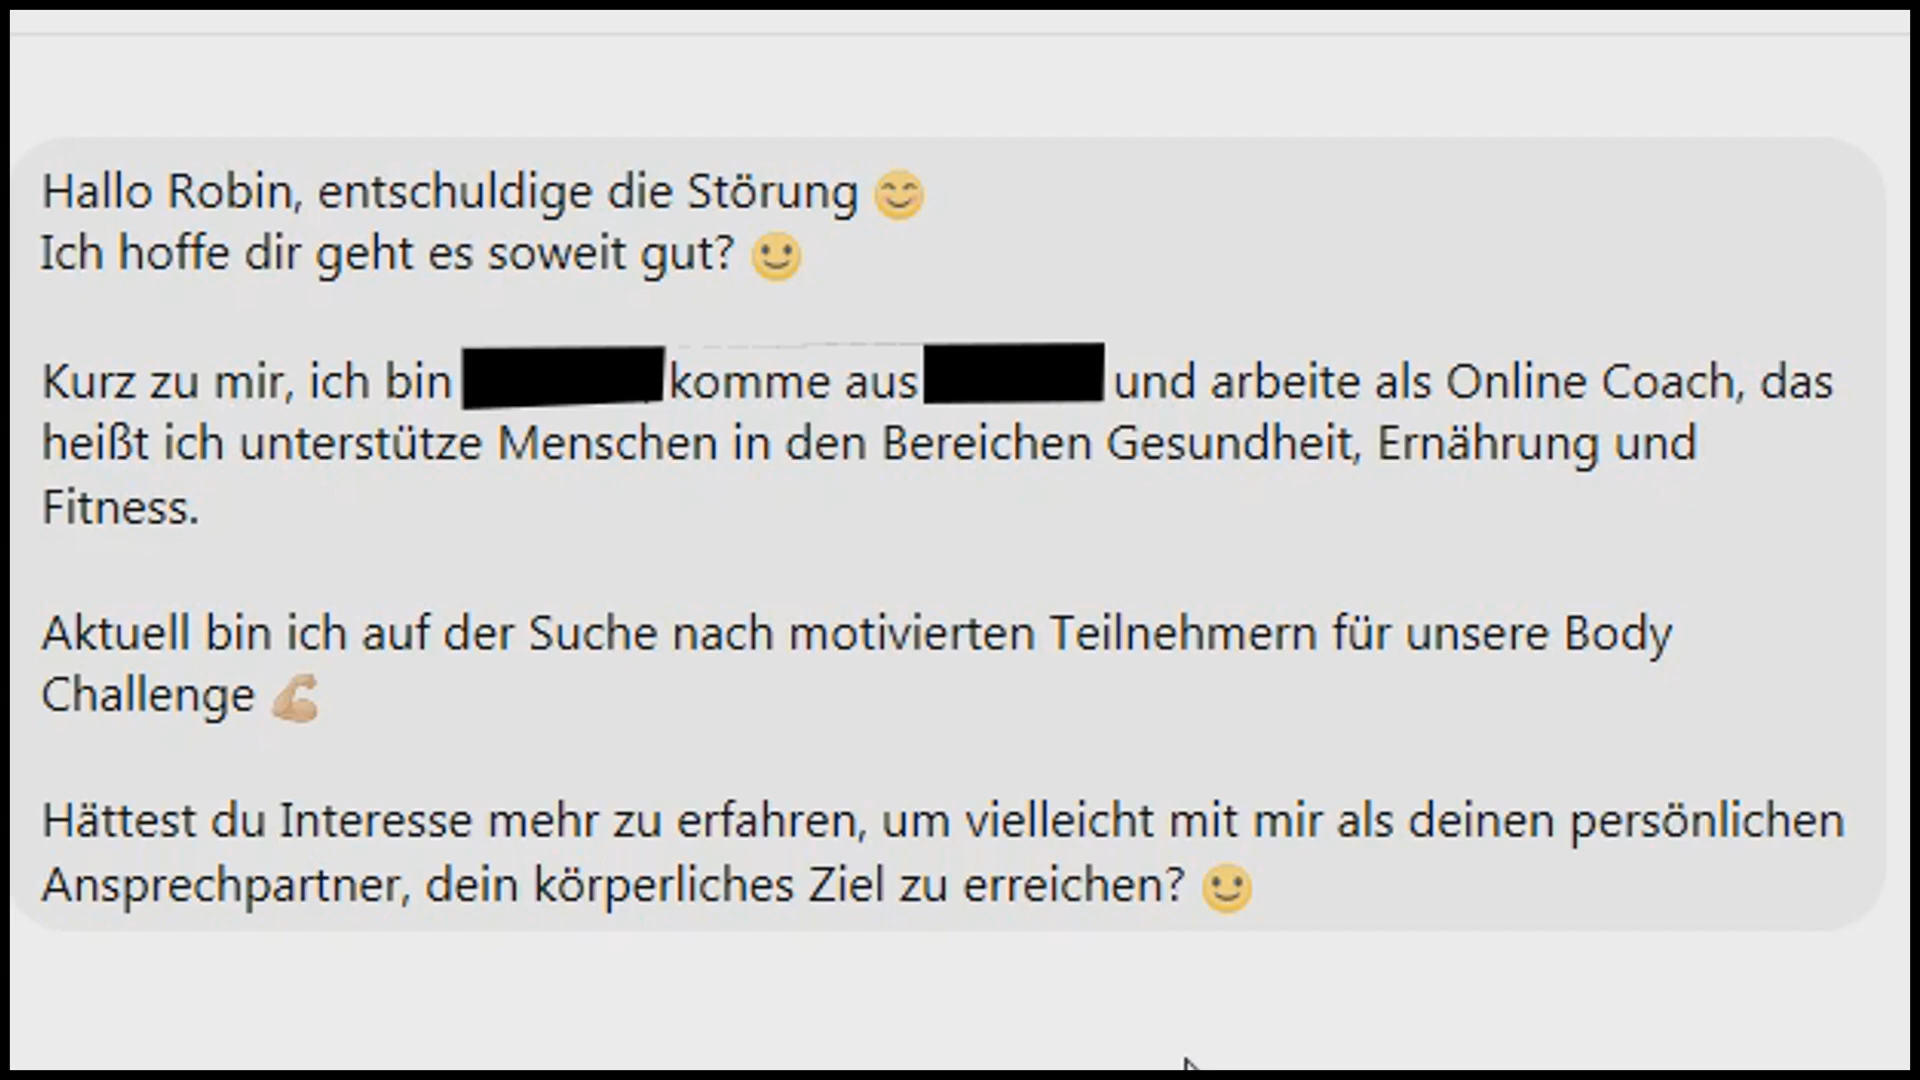 Hallo Robin, entschuldige die Störung 😊
Ich hoffe dir geht es soweit gut? 🙂
Kurz zu mir, ich bin komme aus und arbeite als Online Coach, das
heißt ich unterstütze Menschen in den Bereichen Gesundheit, Ernährung und
Fitness.
Aktuell bin ich auf der Suche nach motivierten Teilnehmern für unsere Body
Challenge 💪🏼
Hättest du Interesse mehr zu erfahren, um vielleicht mit mir als deinen persönlichen
Ansprechpartner, dein körperliches Ziel zu erreichen? 🙂